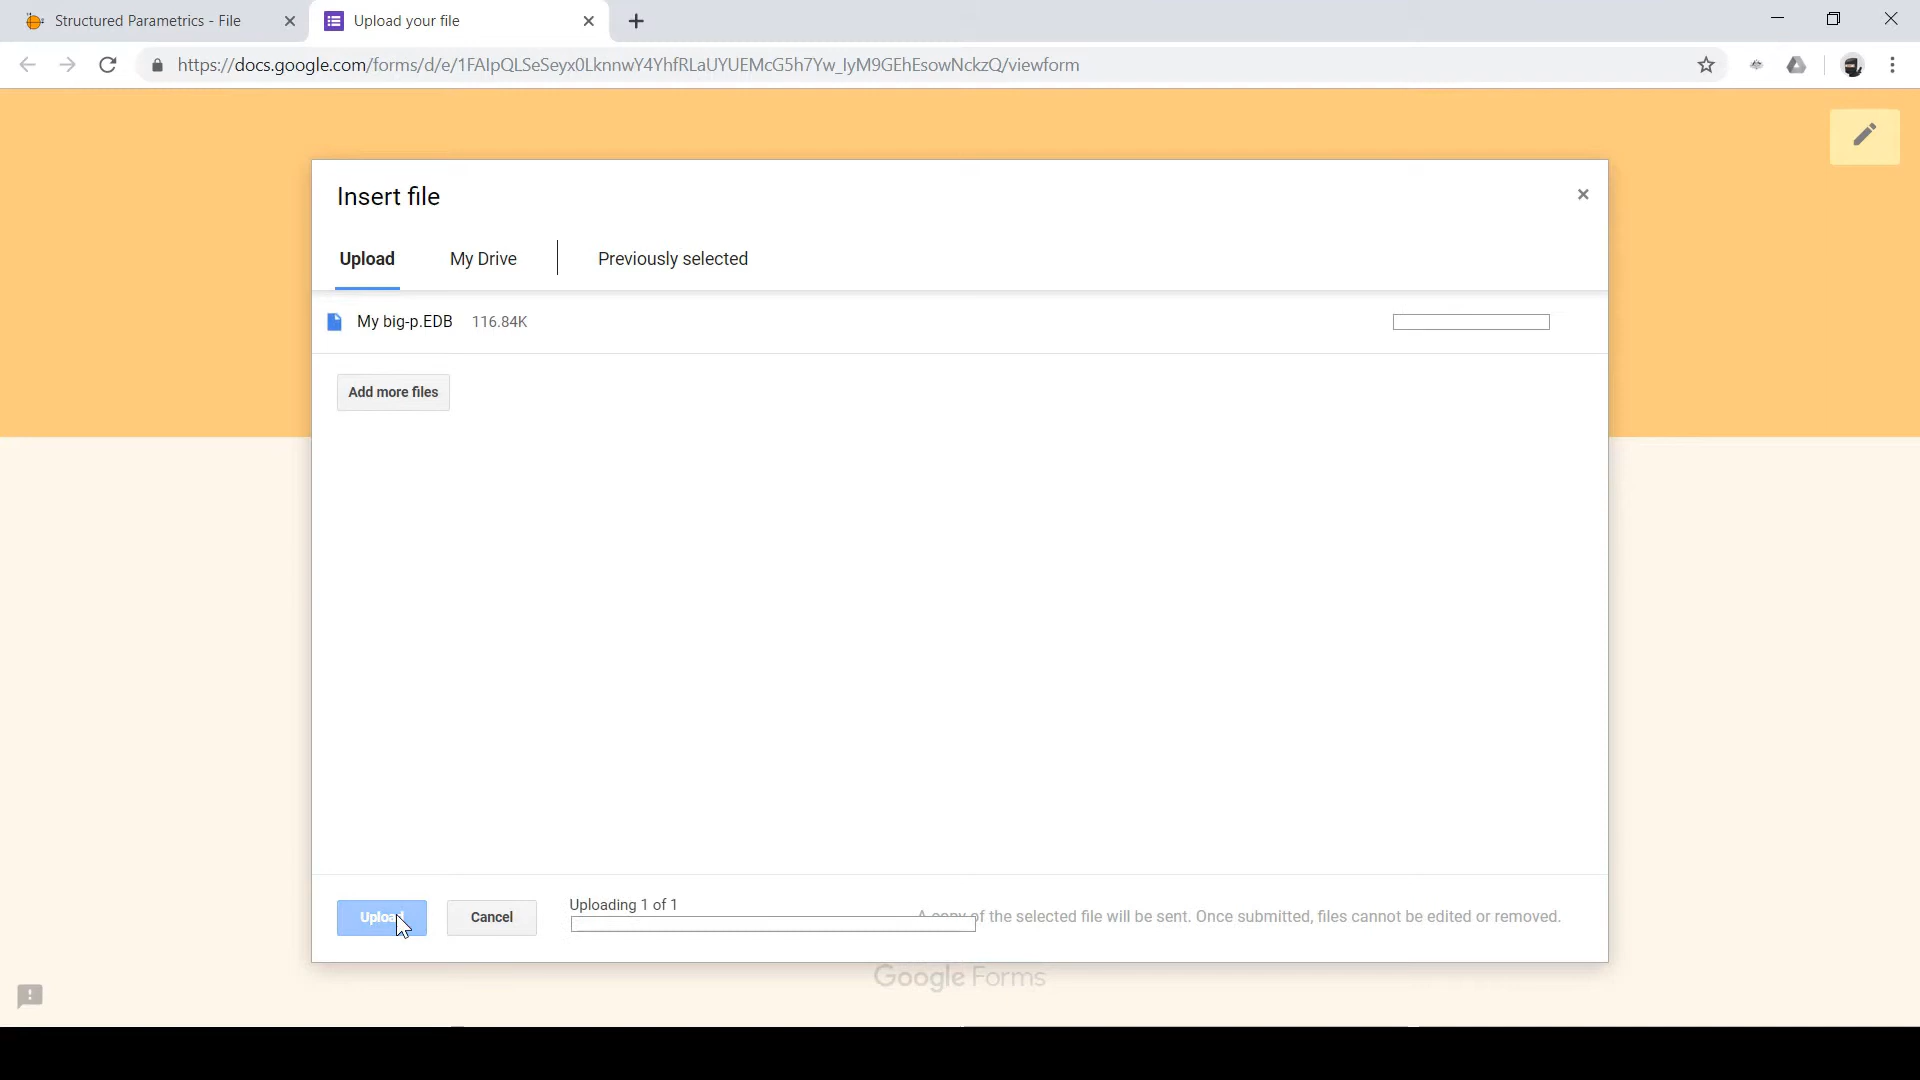 Structured Parametrics - File
Upload your file
https://docs.google.com/forms/d/e/1FAIpQLSeSeyx0LknnwY4YhfRLaUYUEMcG5h7Yw_IyM9GEhEsowNckzQ/viewform
Insert file
Upload My Drive Previously selected
My big-p.EDB 116.84K
Add more files
Upload Cancel
Uploading 1 of 1
A copy of the selected file will be sent. Once submitted, files cannot be edited or removed.
Google Forms